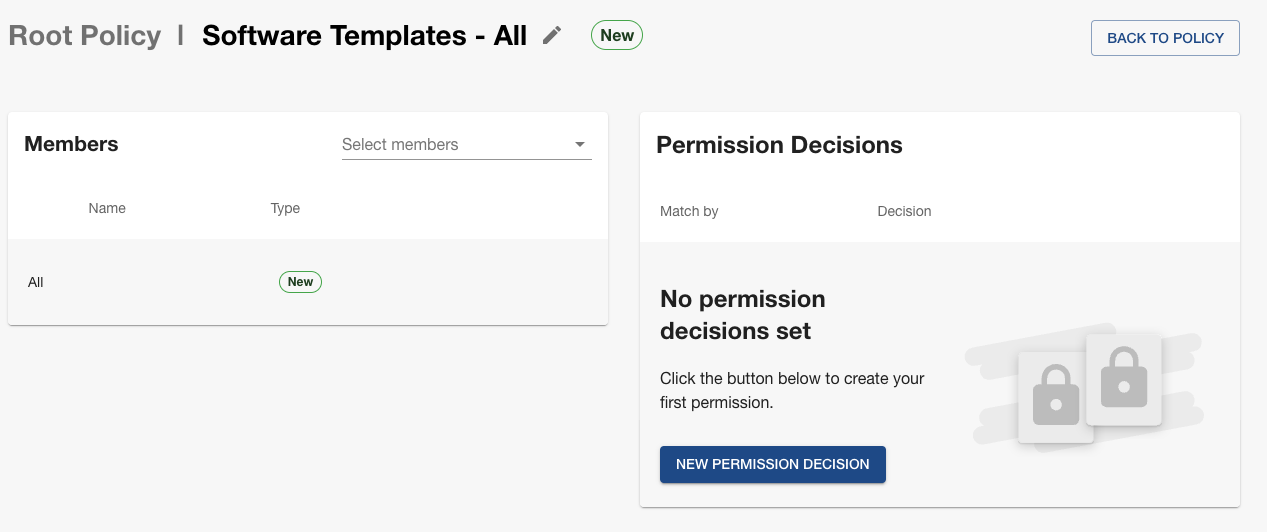 Root Policy | Software Templates - All New
BACK TO POLICY
Members
Select members
Name Type
All New
Permission Decisions
Match by Decision
No permission
decisions set
Click the button below to create your
first permission.
NEW PERMISSION DECISION